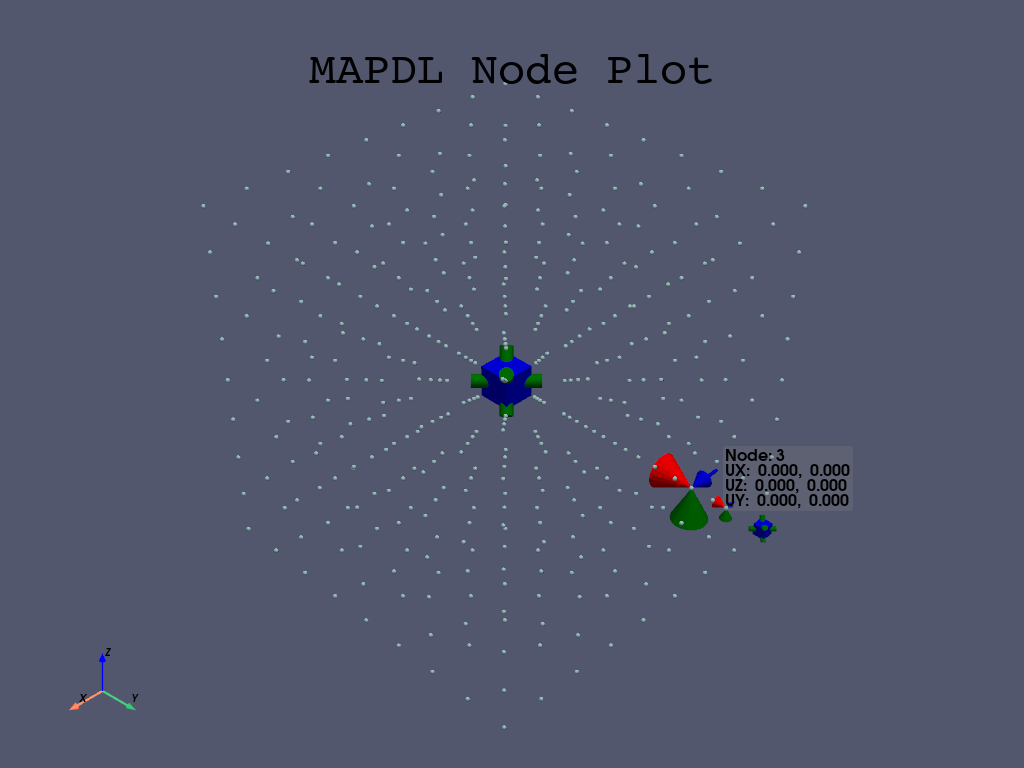 MAPDL Node Plot
Node: 3
UX: 0.000, 0.000
UZ: 0.000, 0.000
UY: 0.000, 0.000
Z
X
Y